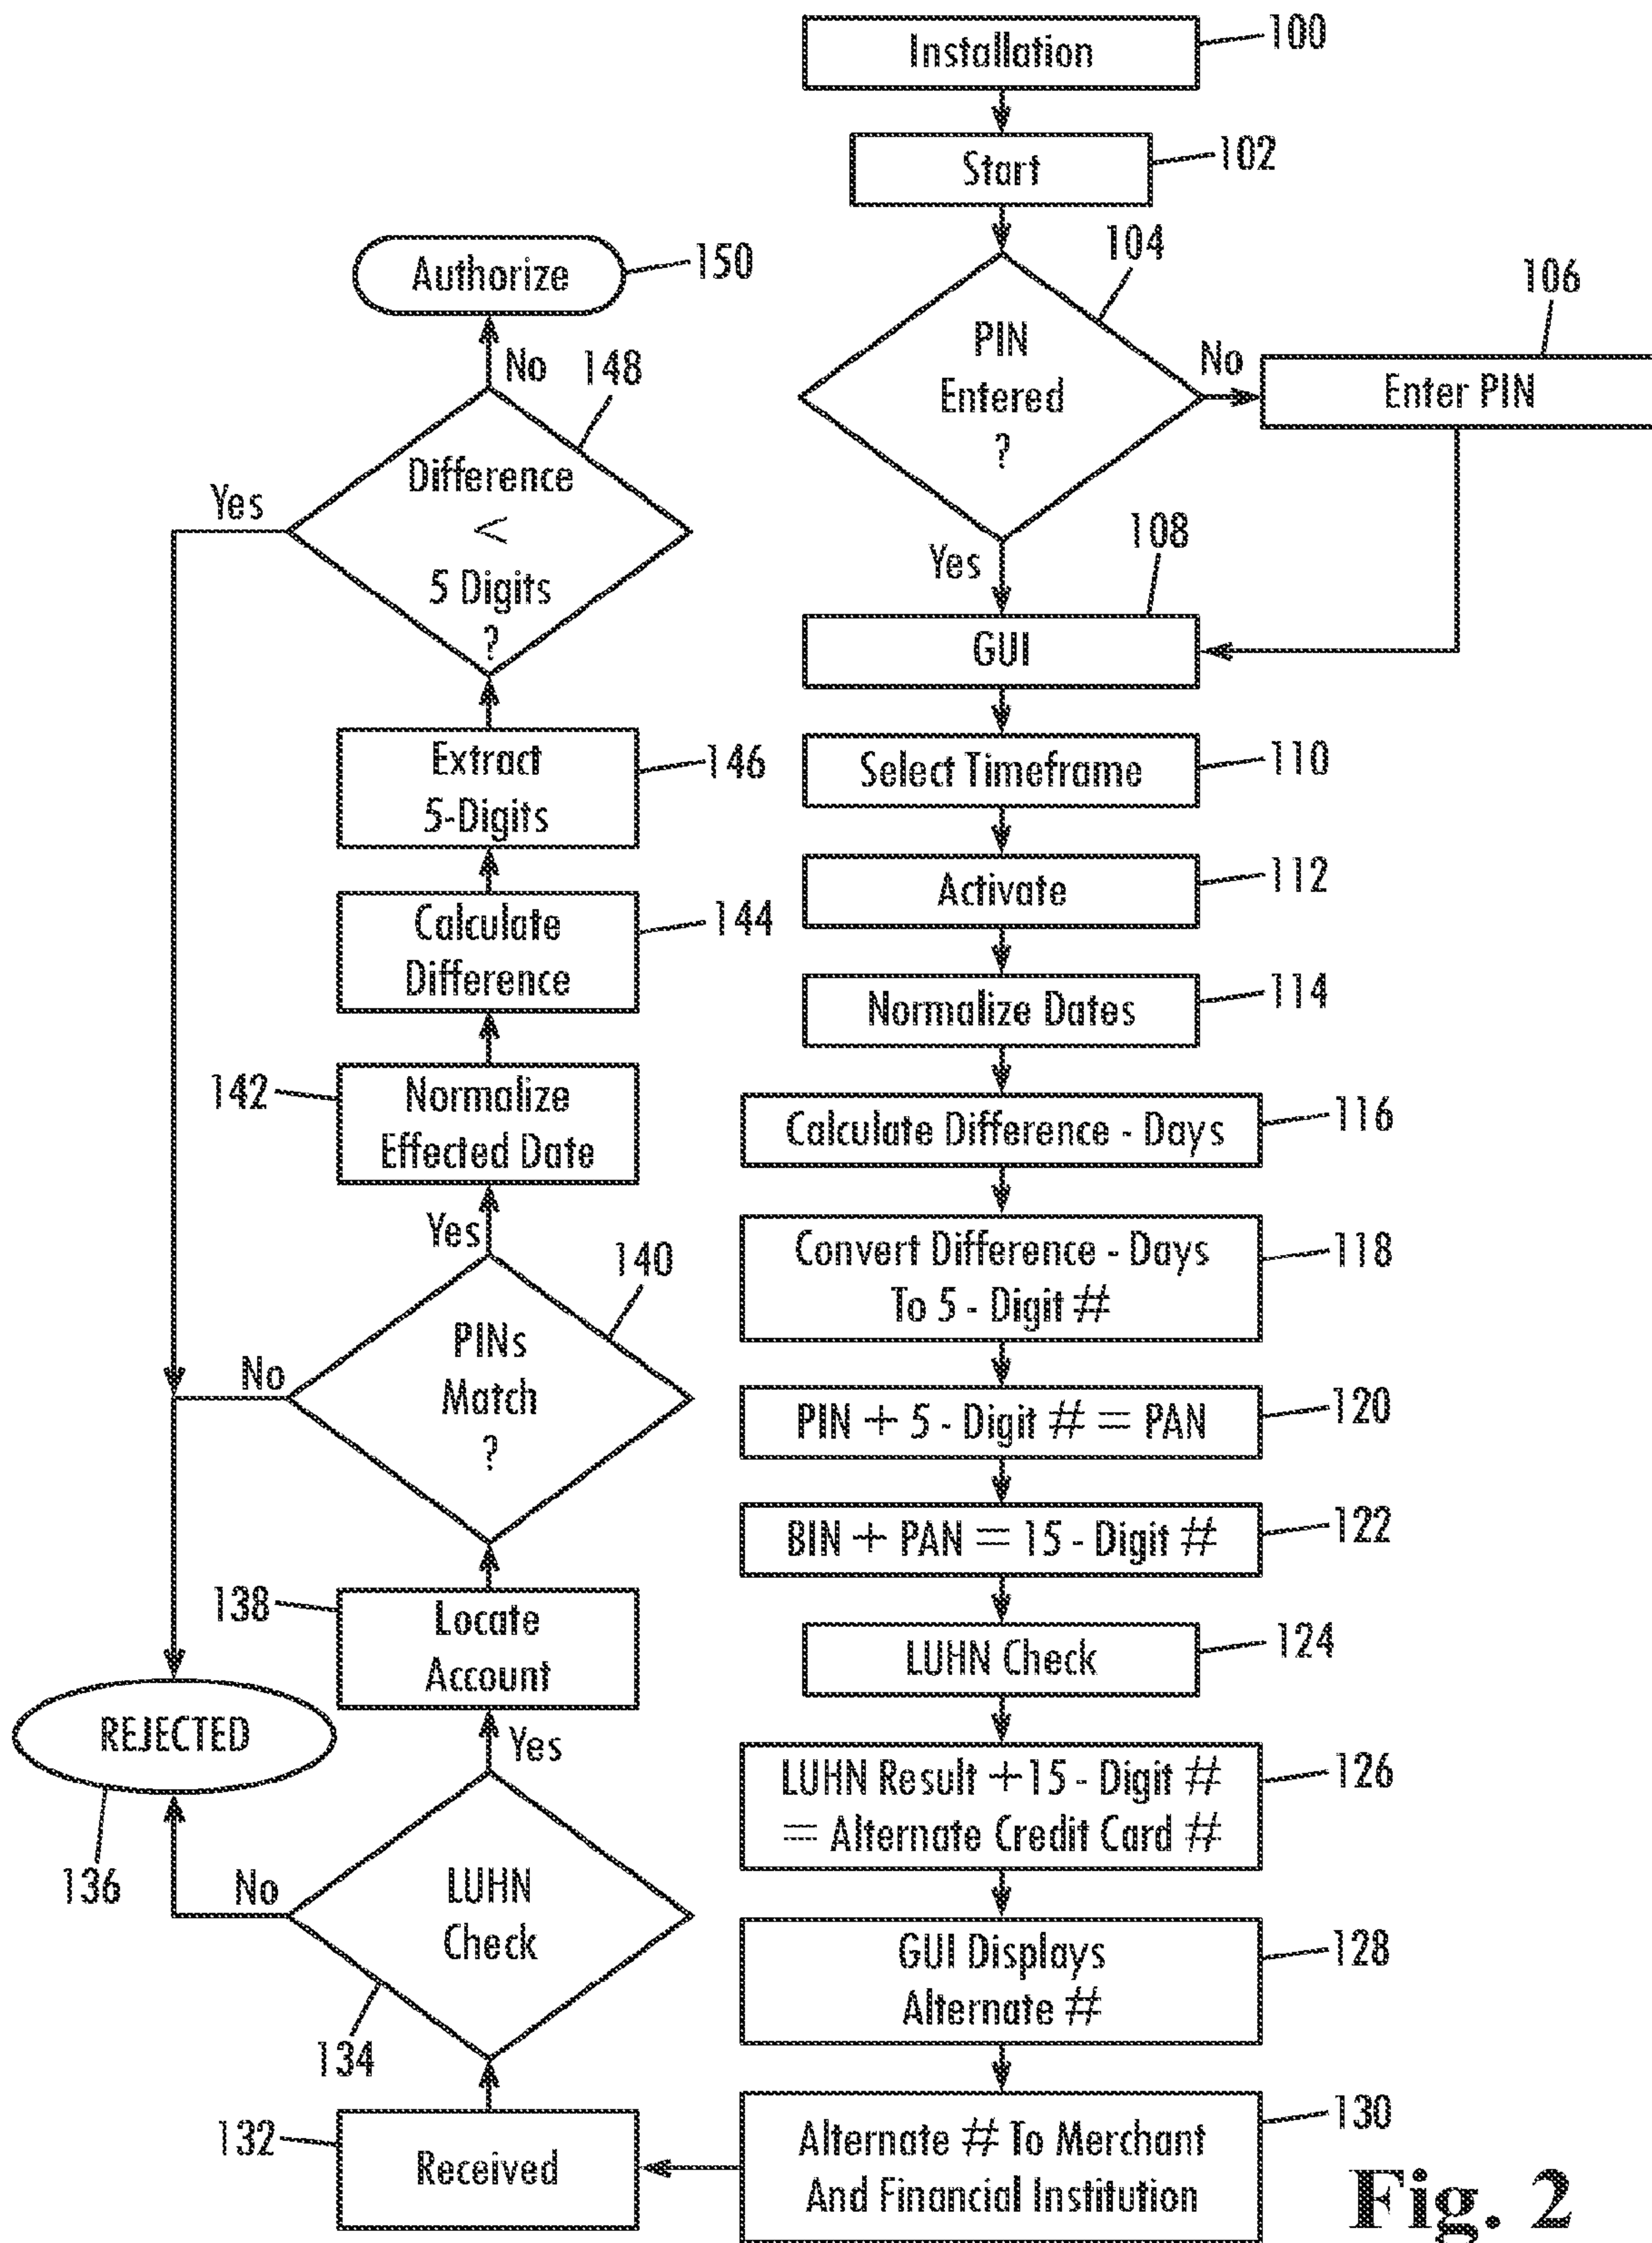 Installation
100
Start
102
104
PIN
Entered
?
No
106
Enter PIN
Yes
108
GUI
Select Timeframe
110
Activate
112
Normalize Dates
114
Calculate Difference - Days
116
Convert Difference - Days
To 5 - Digit #
118
PIN + 5 - Digit # = PAN
120
BIN + PAN = 15 - Digit #
122
LUHN Check
124
LUHN Result +15 - Digit #
= Alternate Credit Card #
126
GUI Displays
Alternate #
128
Alternate # To Merchant
And Financial Institution
130
Received
132
LUHN
Check
134
No
Yes
REJECTED
136
Locate
Account
138
PINs
Match
?
140
No
Yes
Normalize
Effected Date
142
Calculate
Difference
144
Extract
5-Digits
146
Difference
<
5 Digits
?
148
Yes
No
Authorize
150
Fig. 2